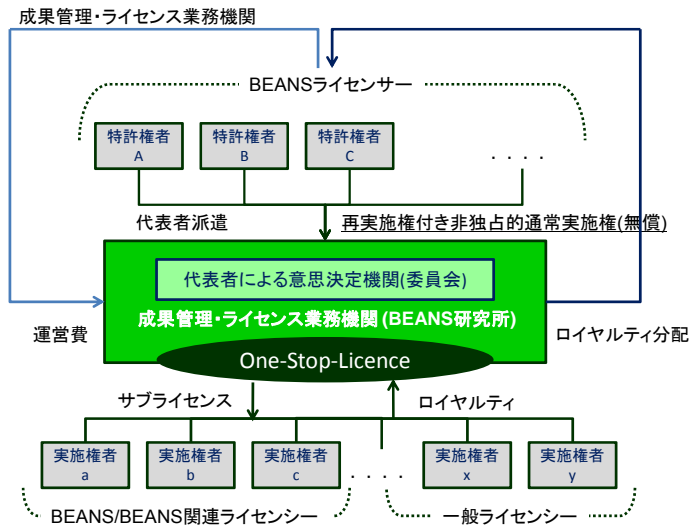 成果管理・ライセンス業務機関
BEANSライセンサー
特許権者
A
特許権者
B
特許権者
C
. . . .
代表者派遣
再実施権付き非独占的通常実施権(無償)
代表者による意思決定機関(委員会)
成果管理・ライセンス業務機関(BEANS研究所)
運営費
ロイヤルティ分配
One-Stop-Licence
サブライセンス
ロイヤルティ
実施権者
a
実施権者
b
実施権者
c
. . . .
実施権者
x
実施権者
y
BEANS/BEANS関連ライセンシー
一般ライセンシー